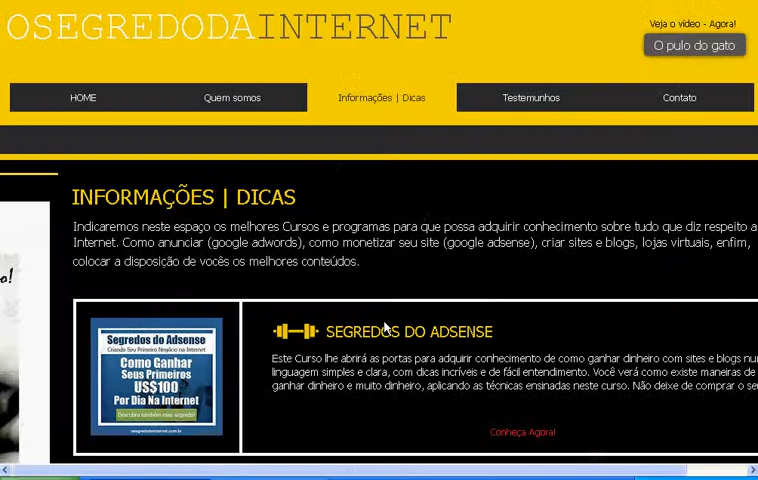 OSEGREDODAINTERNET
Veja o vídeo - Agora!
O pulo do gato
HOME
Quem somos
Informações | Dicas
Testemunhos
Contato
INFORMAÇÕES | DICAS
Indicaremos neste espaço os melhores Cursos e programas para que possa adquirir conhecimento sobre tudo que diz respeito a
Internet. Como anunciar (google adwords), como monetizar seu site (google adsense), criar sites e blogs, lojas virtuais, enfim,
colocar a disposição de vocês os melhores conteúdos.
o!
Segredos do Adsense
Criando Seu Primeiro Negócio na Internet
Como Ganhar
Seus Primeiros
US$100
Por Dia Na Internet
Descubra também esse segredo!
osegredodainternet.com.br
SEGREDOS DO ADSENSE
Este Curso lhe abrirá as portas para adquirir conhecimento de como ganhar dinheiro com sites e blogs nu
linguagem simples e clara, com dicas incríveis e de fácil entendimento. Você verá como existe maneiras de
ganhar dinheiro e muito dinheiro, aplicando as técnicas ensinadas neste curso. Não deixe de comprar o se
Conheça Agora!